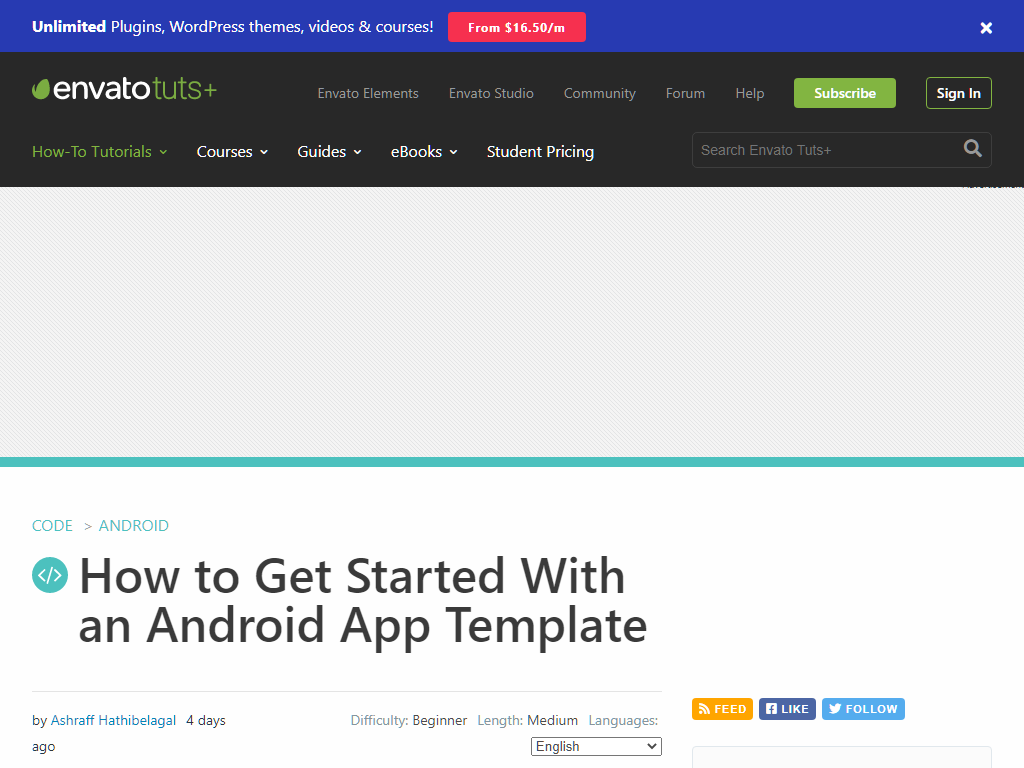 Unlimited Plugins, WordPress themes, videos & courses! From $16.50/m
envatotuts+
Envato Elements Envato Studio Community Forum Help Subscribe Sign In
How-To Tutorials Courses Guides eBooks Student Pricing Search Envato Tuts+
CODE > ANDROID
</> How to Get Started With
an Android App Template
by Ashraff Hathibelagal 4 days
ago
Difficulty: Beginner Length: Medium Languages:
English
FEED LIKE FOLLOW